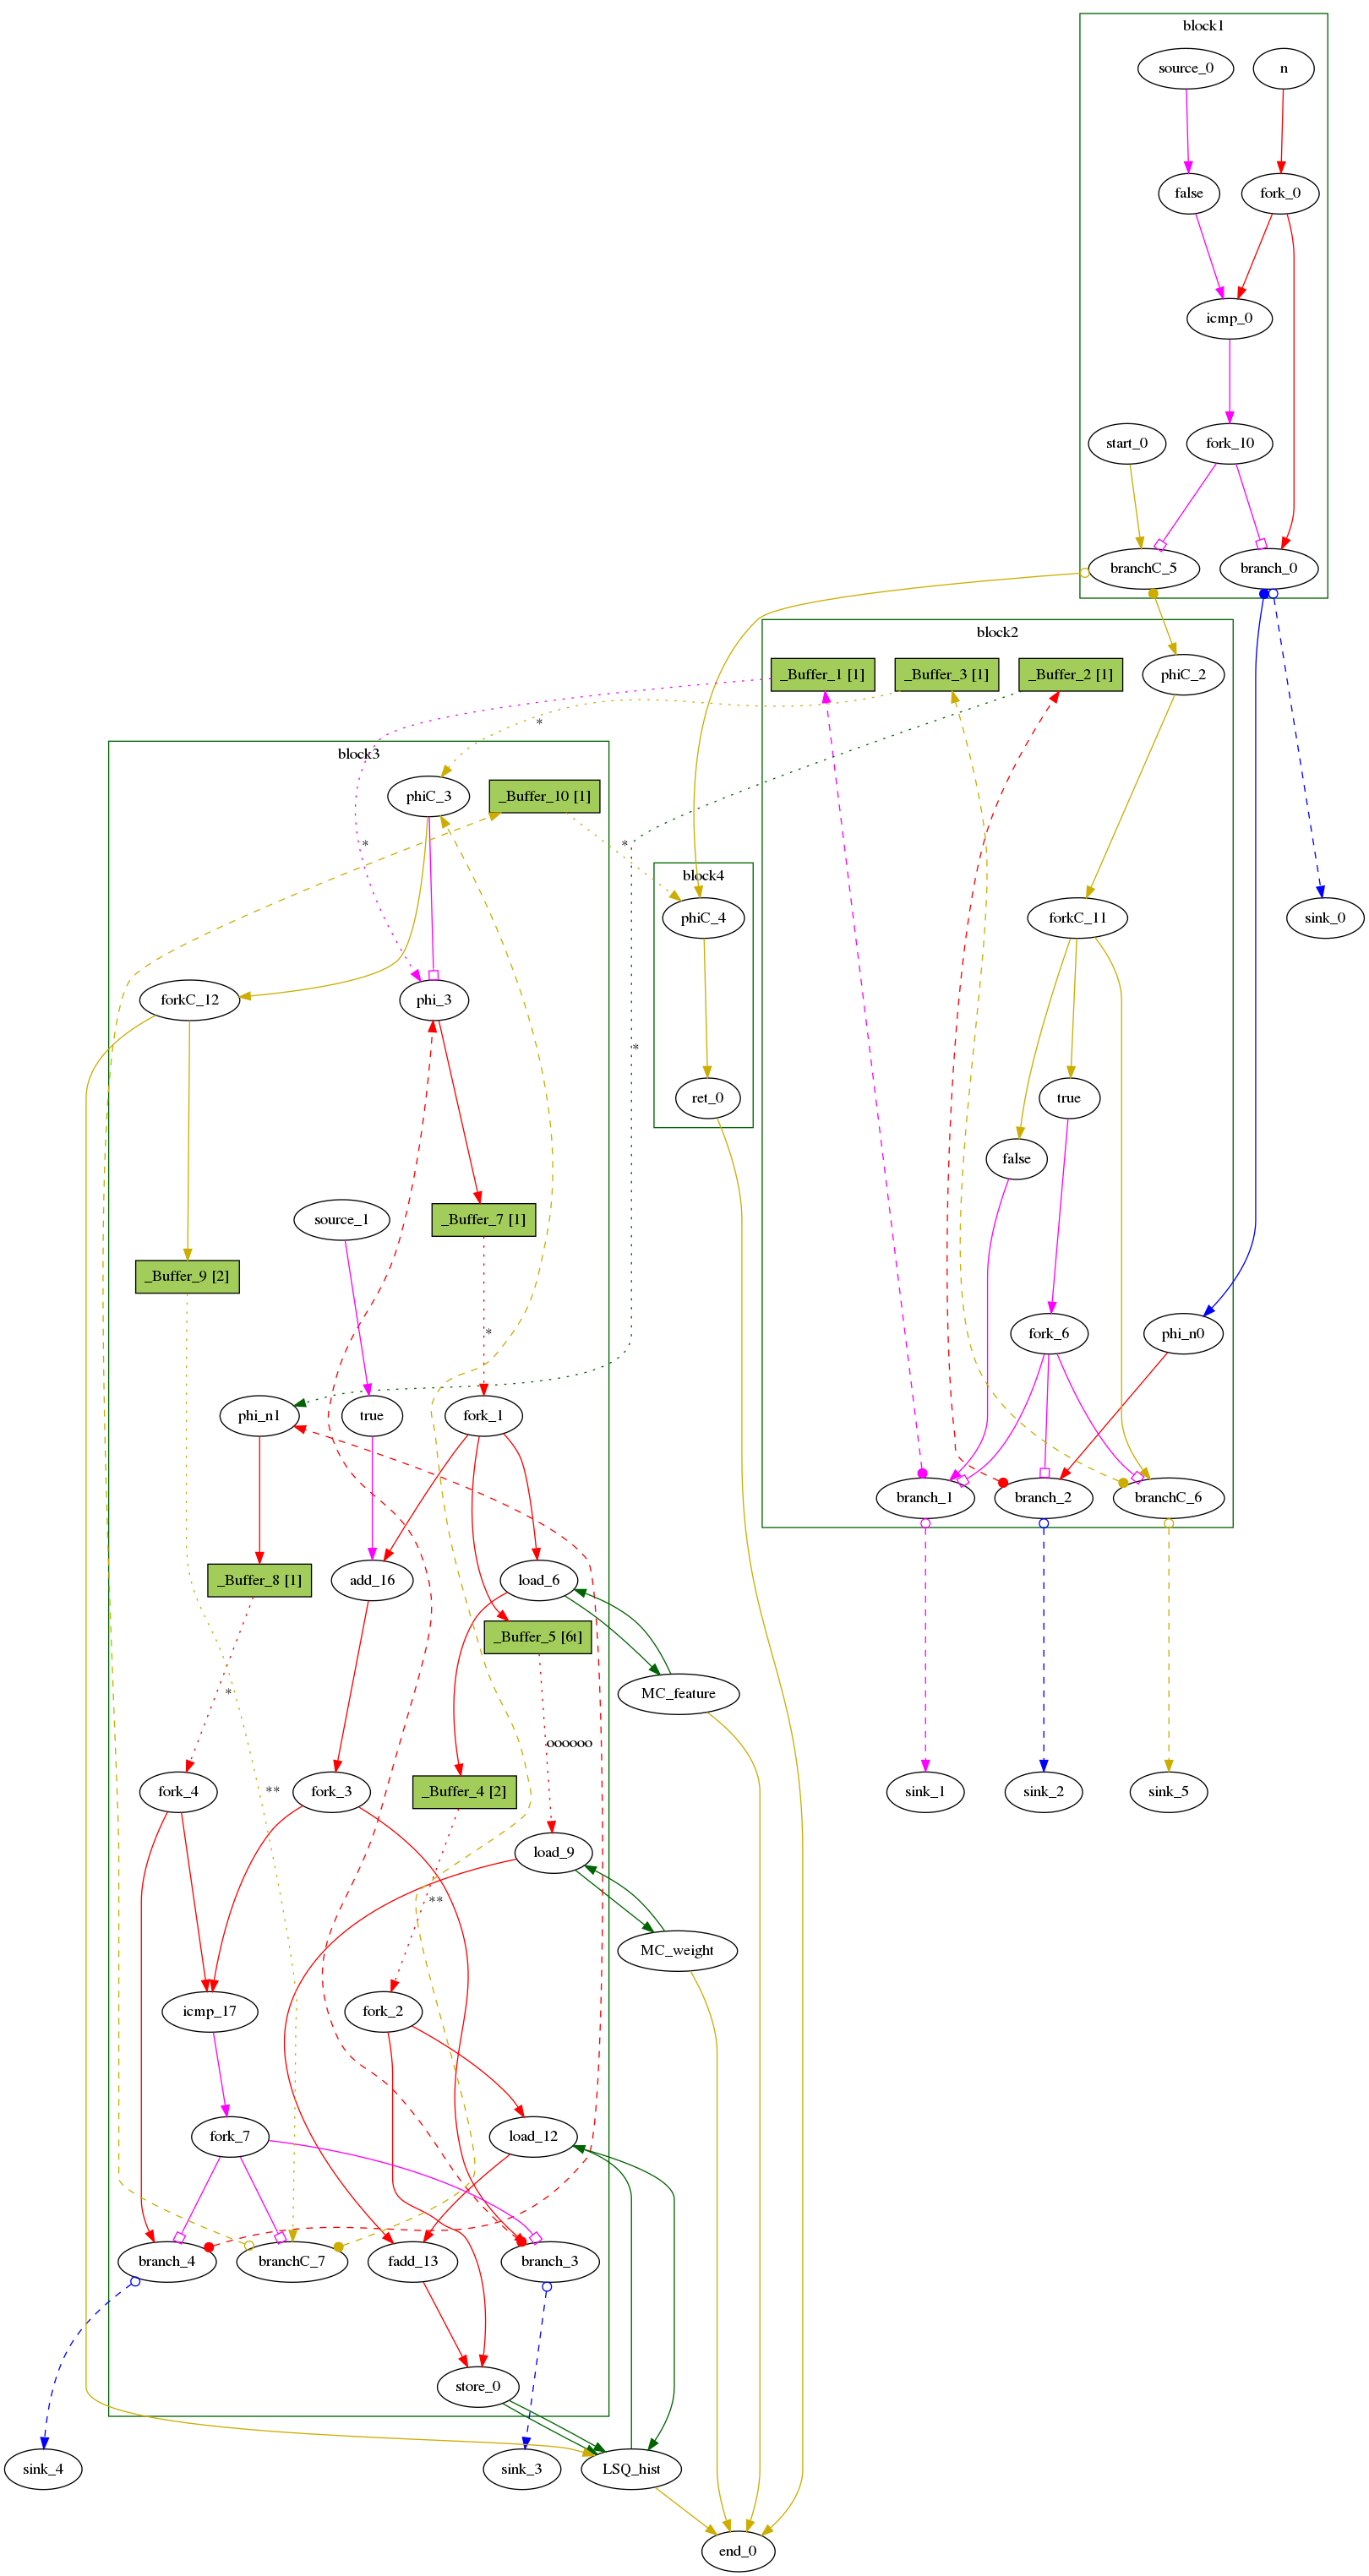 block1
source_0
n
false
fork_0
icmp_0
start_0
fork_10
branchC_5
branch_0
block2
_Buffer_1 [1]
_Buffer_3 [1]
_Buffer_2 [1]
phiC_2
*
block3
phiC_3
_Buffer_10 [1]
*
*
block4
phiC_4
forkC_11
sink_0
forkC_12
phi_3
*
ret_0
true
false
source_1
_Buffer_7 [1]
_Buffer_9 [2]
*
fork_6
phi_n0
phi_n1
true
fork_1
branch_1
branch_2
branchC_6
_Buffer_8 [1]
add_16
load_6
_Buffer_5 [6t]
*
MC_feature
oooooo
**
fork_4
fork_3
_Buffer_4 [2]
sink_1
sink_2
sink_5
load_9
**
MC_weight
icmp_17
fork_2
fork_7
load_12
branch_4
branchC_7
fadd_13
branch_3
store_0
sink_4
sink_3
LSQ_hist
end_0